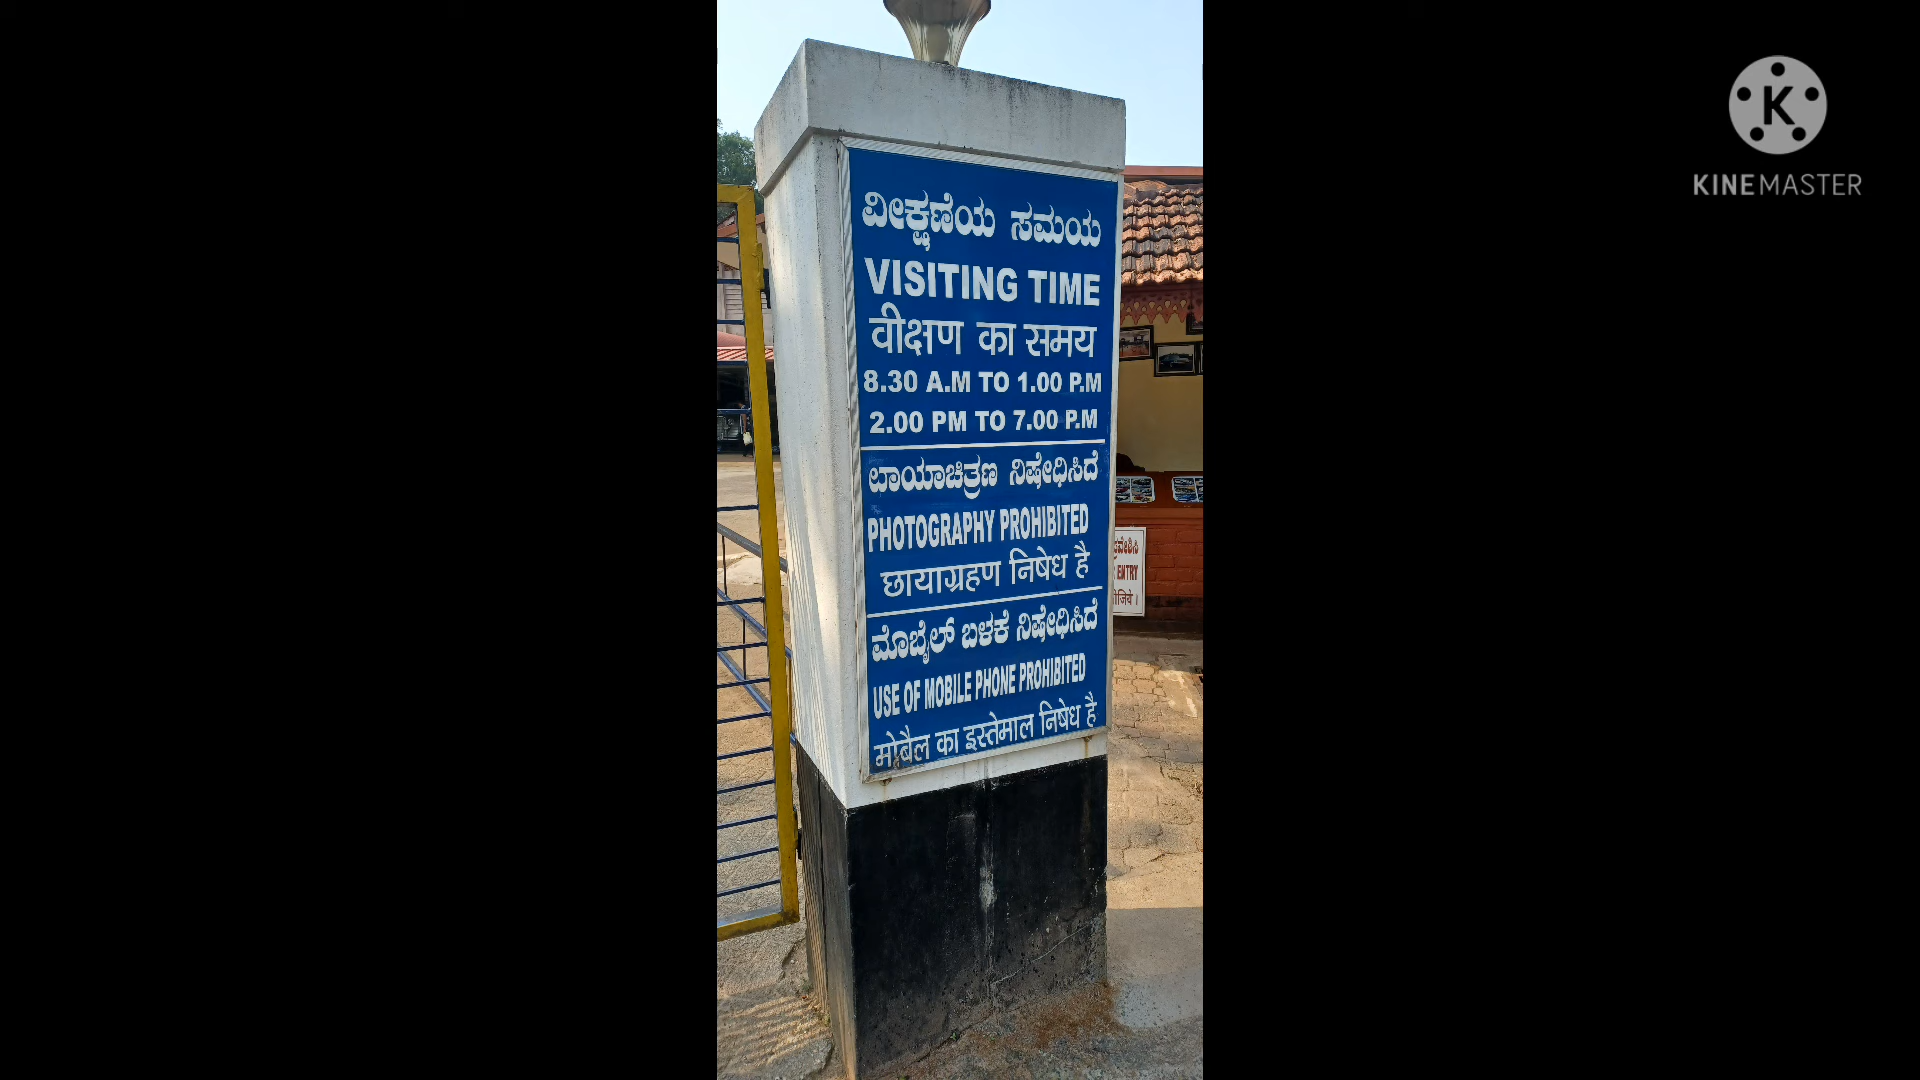 ವೀಕ್ಷಣೆಯ ಸಮಯ
VISITING TIME
वीक्षण का समय
8.30 A.M TO 1.00 P.M
2.00 PM TO 7.00 P.M
ಛಾಯಾಚಿತ್ರಣ ನಿಷೇಧಿಸಿದೆ
PHOTOGRAPHY PROHIBITED
छायाग्रहण निषेध है
ಮೊಬೈಲ್ ಬಳಕೆ ನಿಷೇಧಿಸಿದೆ
USE OF MOBILE PHONE PROHIBITED
मोबैल का इस्तेमाल निषेध है
ENTRY
K
KINEMASTER